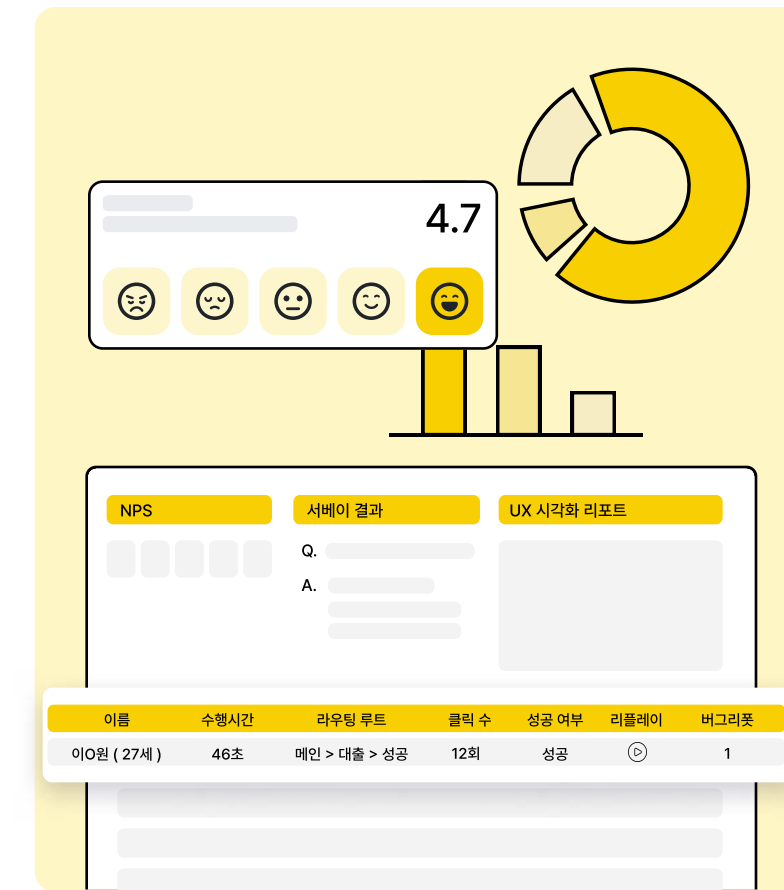 4.7
NPS 서베이 결과 UX 시각화 리포트
Q.
A.
이름 수행시간 라우팅 루트 클릭 수 성공 여부 리플레이 버그리폿
이O원 ( 27세 ) 46초 메인 > 대출 > 성공 12회 성공 1